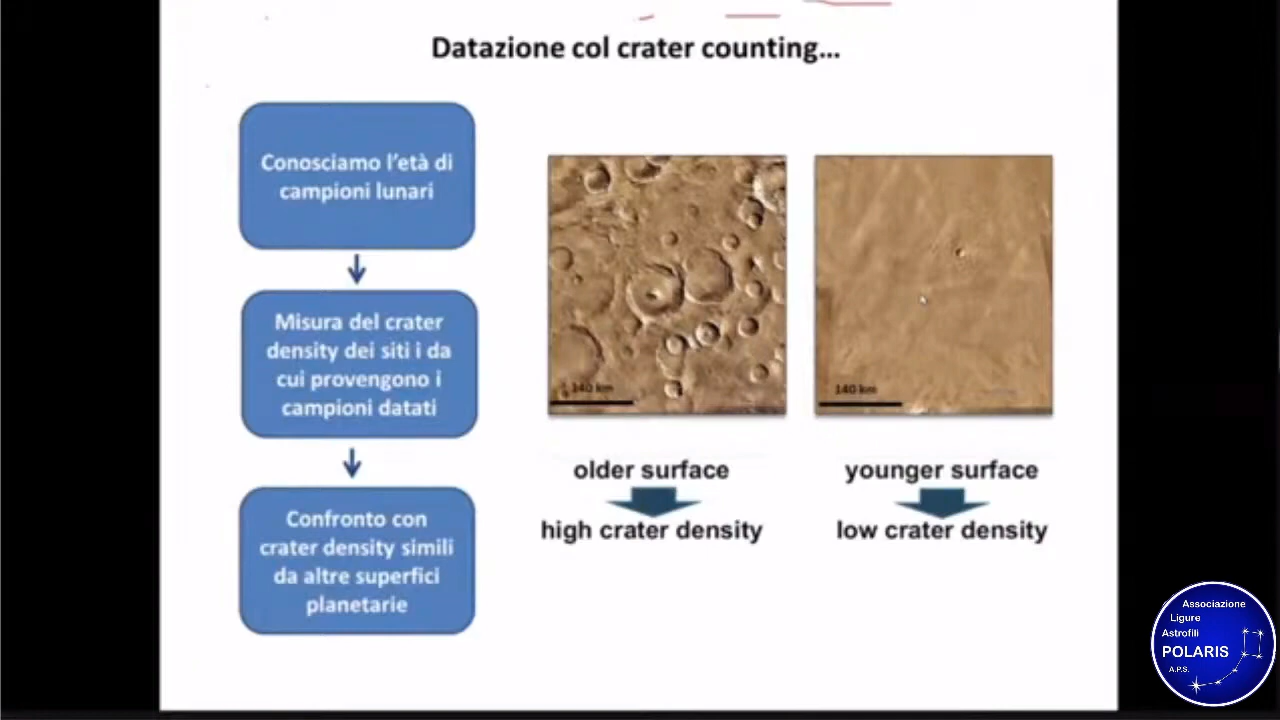 Datazione col crater counting...
Conosciamo l'età di
campioni lunari
Misura del crater
density dei siti i da
cui provengono i
campioni datati
Confronto con
crater density simili
da altre superfici
planetarie
140 km
140 km
older surface
high crater density
younger surface
low crater density
Associazione
Ligure
Astrofili
POLARIS
A.P.S.